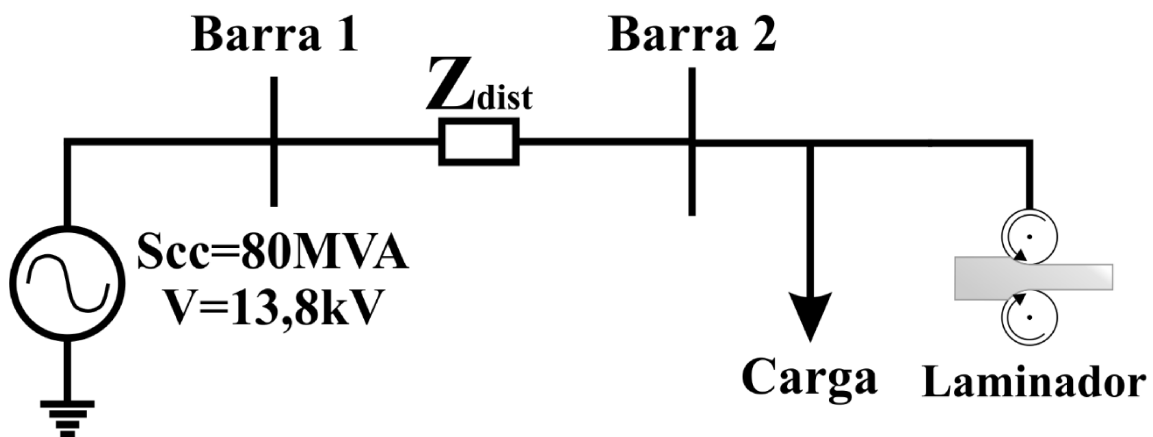 Barra 1
Barra 2
Zdist
Scc=80MVA
V=13,8kV
Carga
Laminador